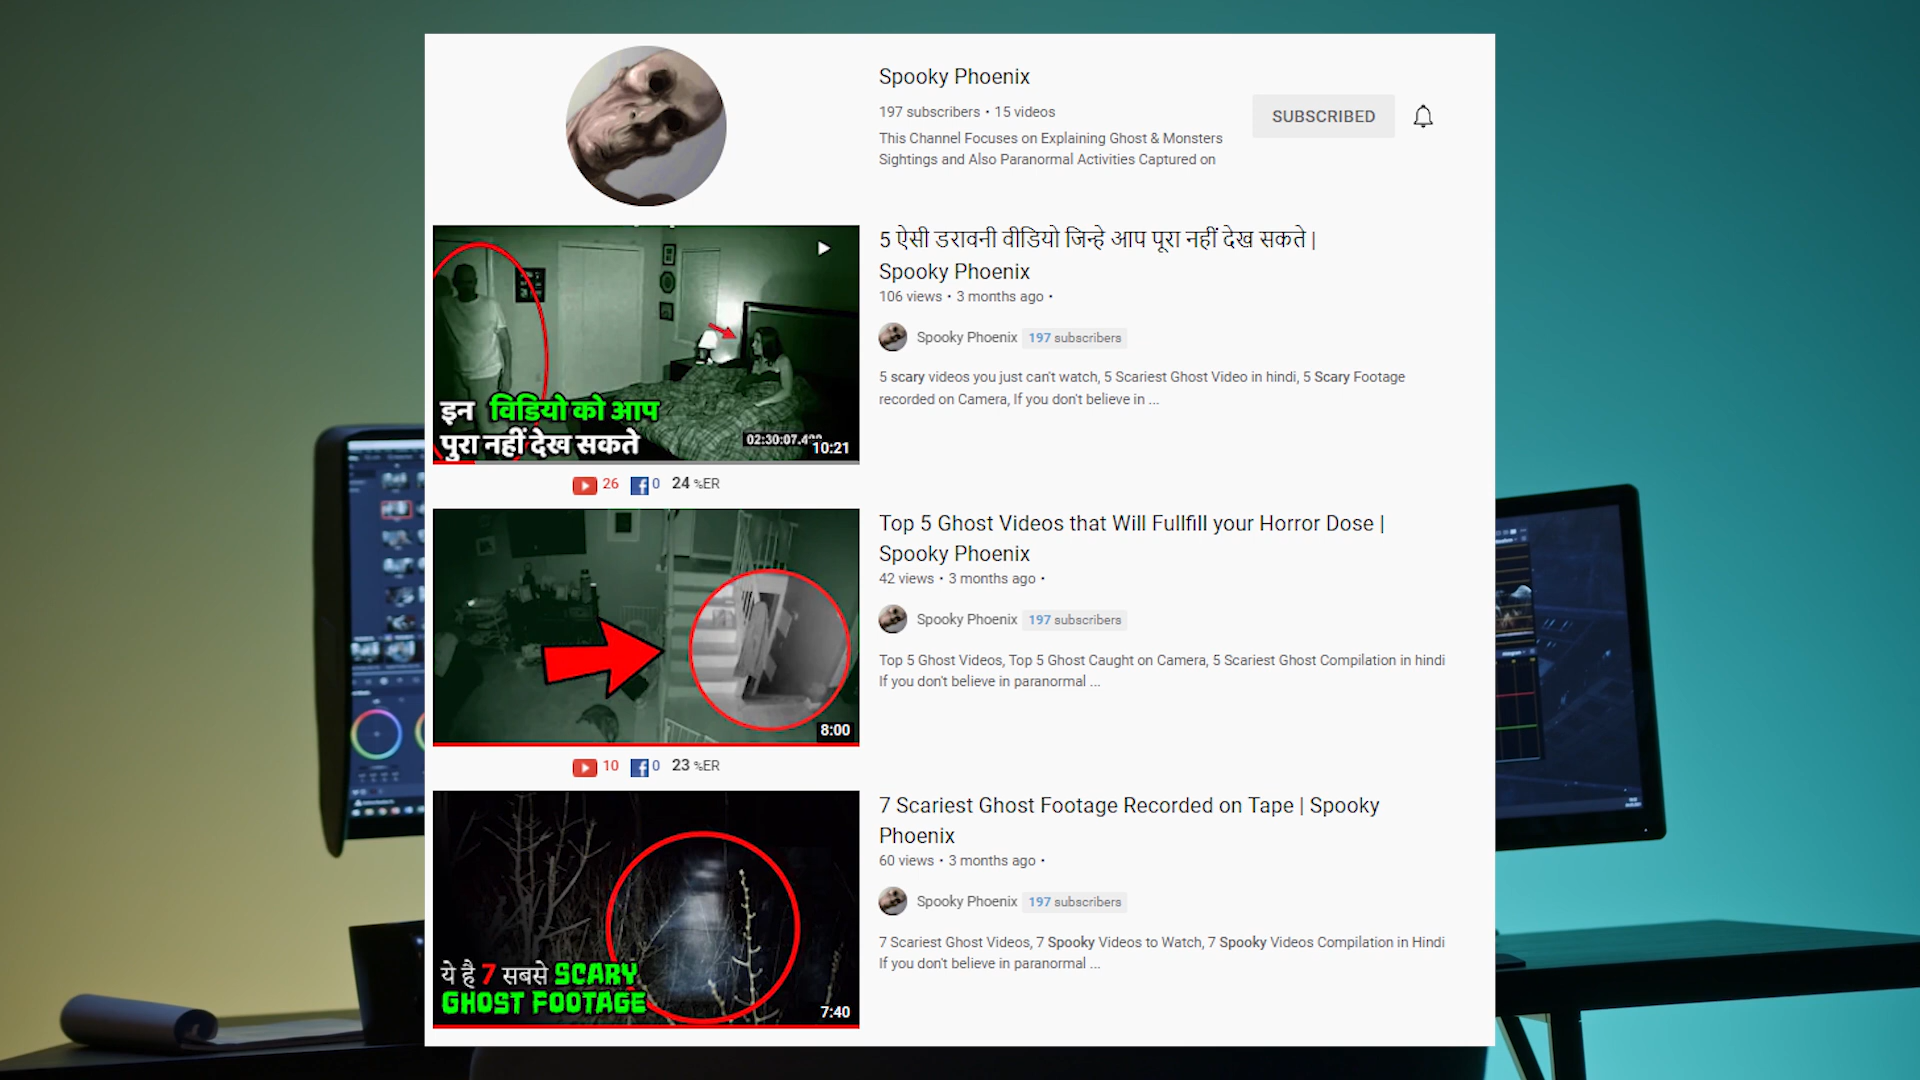 Spooky Phoenix
197 subscribers • 15 videos
This Channel Focuses on Explaining Ghost & Monsters
Sightings and Also Paranormal Activities Captured on
SUBSCRIBED
5 ऐसी डरावनी वीडियो जिन्हे आप पूरा नहीं देख सकते |
Spooky Phoenix
106 views • 3 months ago •
Spooky Phoenix 197 subscribers
5 scary videos you just can't watch, 5 Scariest Ghost Video in hindi, 5 Scary Footage
recorded on Camera, If you don't believe in ...
इन विडियो को आप
पुरा नहीं देख सकते
10:21
26 0 24 %ER
Top 5 Ghost Videos that Will Fullfill your Horror Dose |
Spooky Phoenix
42 views • 3 months ago •
Spooky Phoenix 197 subscribers
Top 5 Ghost Videos, Top 5 Ghost Caught on Camera, 5 Scariest Ghost Compilation in hindi
If you don't believe in paranormal ...
8:00
10 0 23 %ER
7 Scariest Ghost Footage Recorded on Tape | Spooky
Phoenix
60 views • 3 months ago •
Spooky Phoenix 197 subscribers
7 Scariest Ghost Videos, 7 Spooky Videos to Watch, 7 Spooky Videos Compilation in Hindi
If you don't believe in paranormal ...
ये है 7 सबसे SCARY
GHOST FOOTAGE
7:40